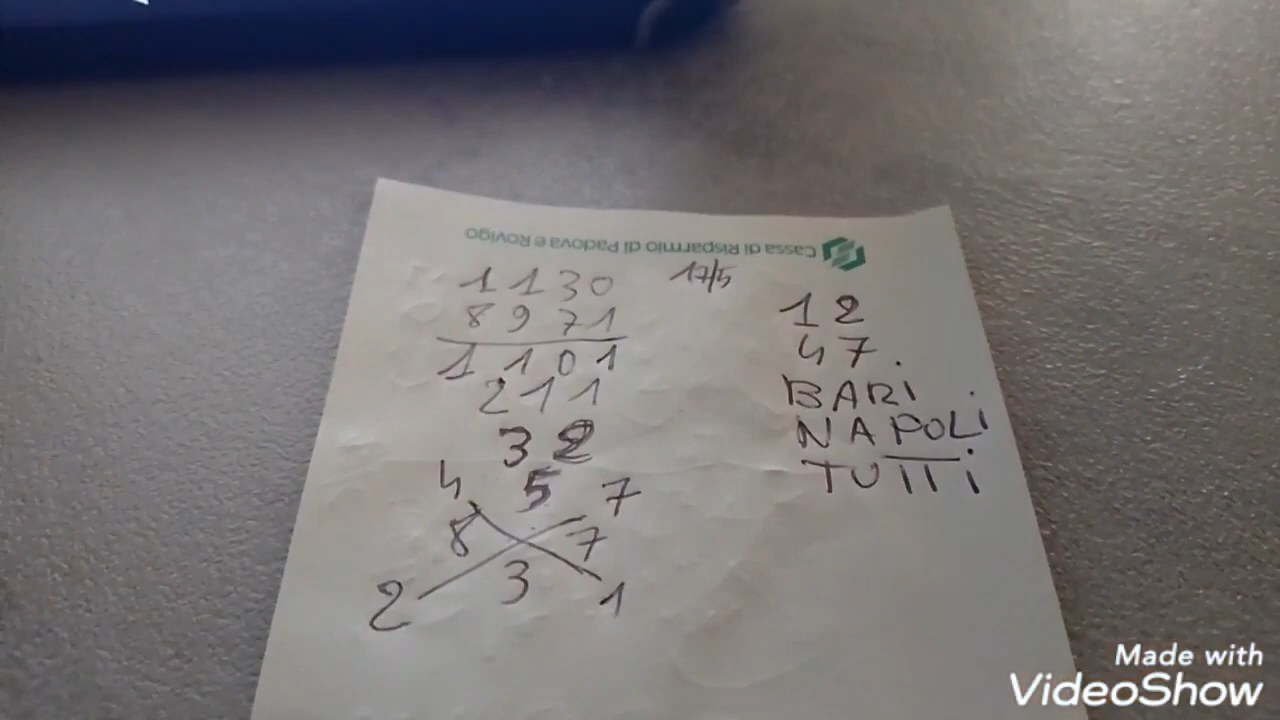 Cassa di Risparmio di Padova e Rovigo
1130
8971
1101
211
32
4 5 7
8 7
2 3 1
17/5
12
47.
BARI
NAPOLI
TUTTI
Made with
VideoShow